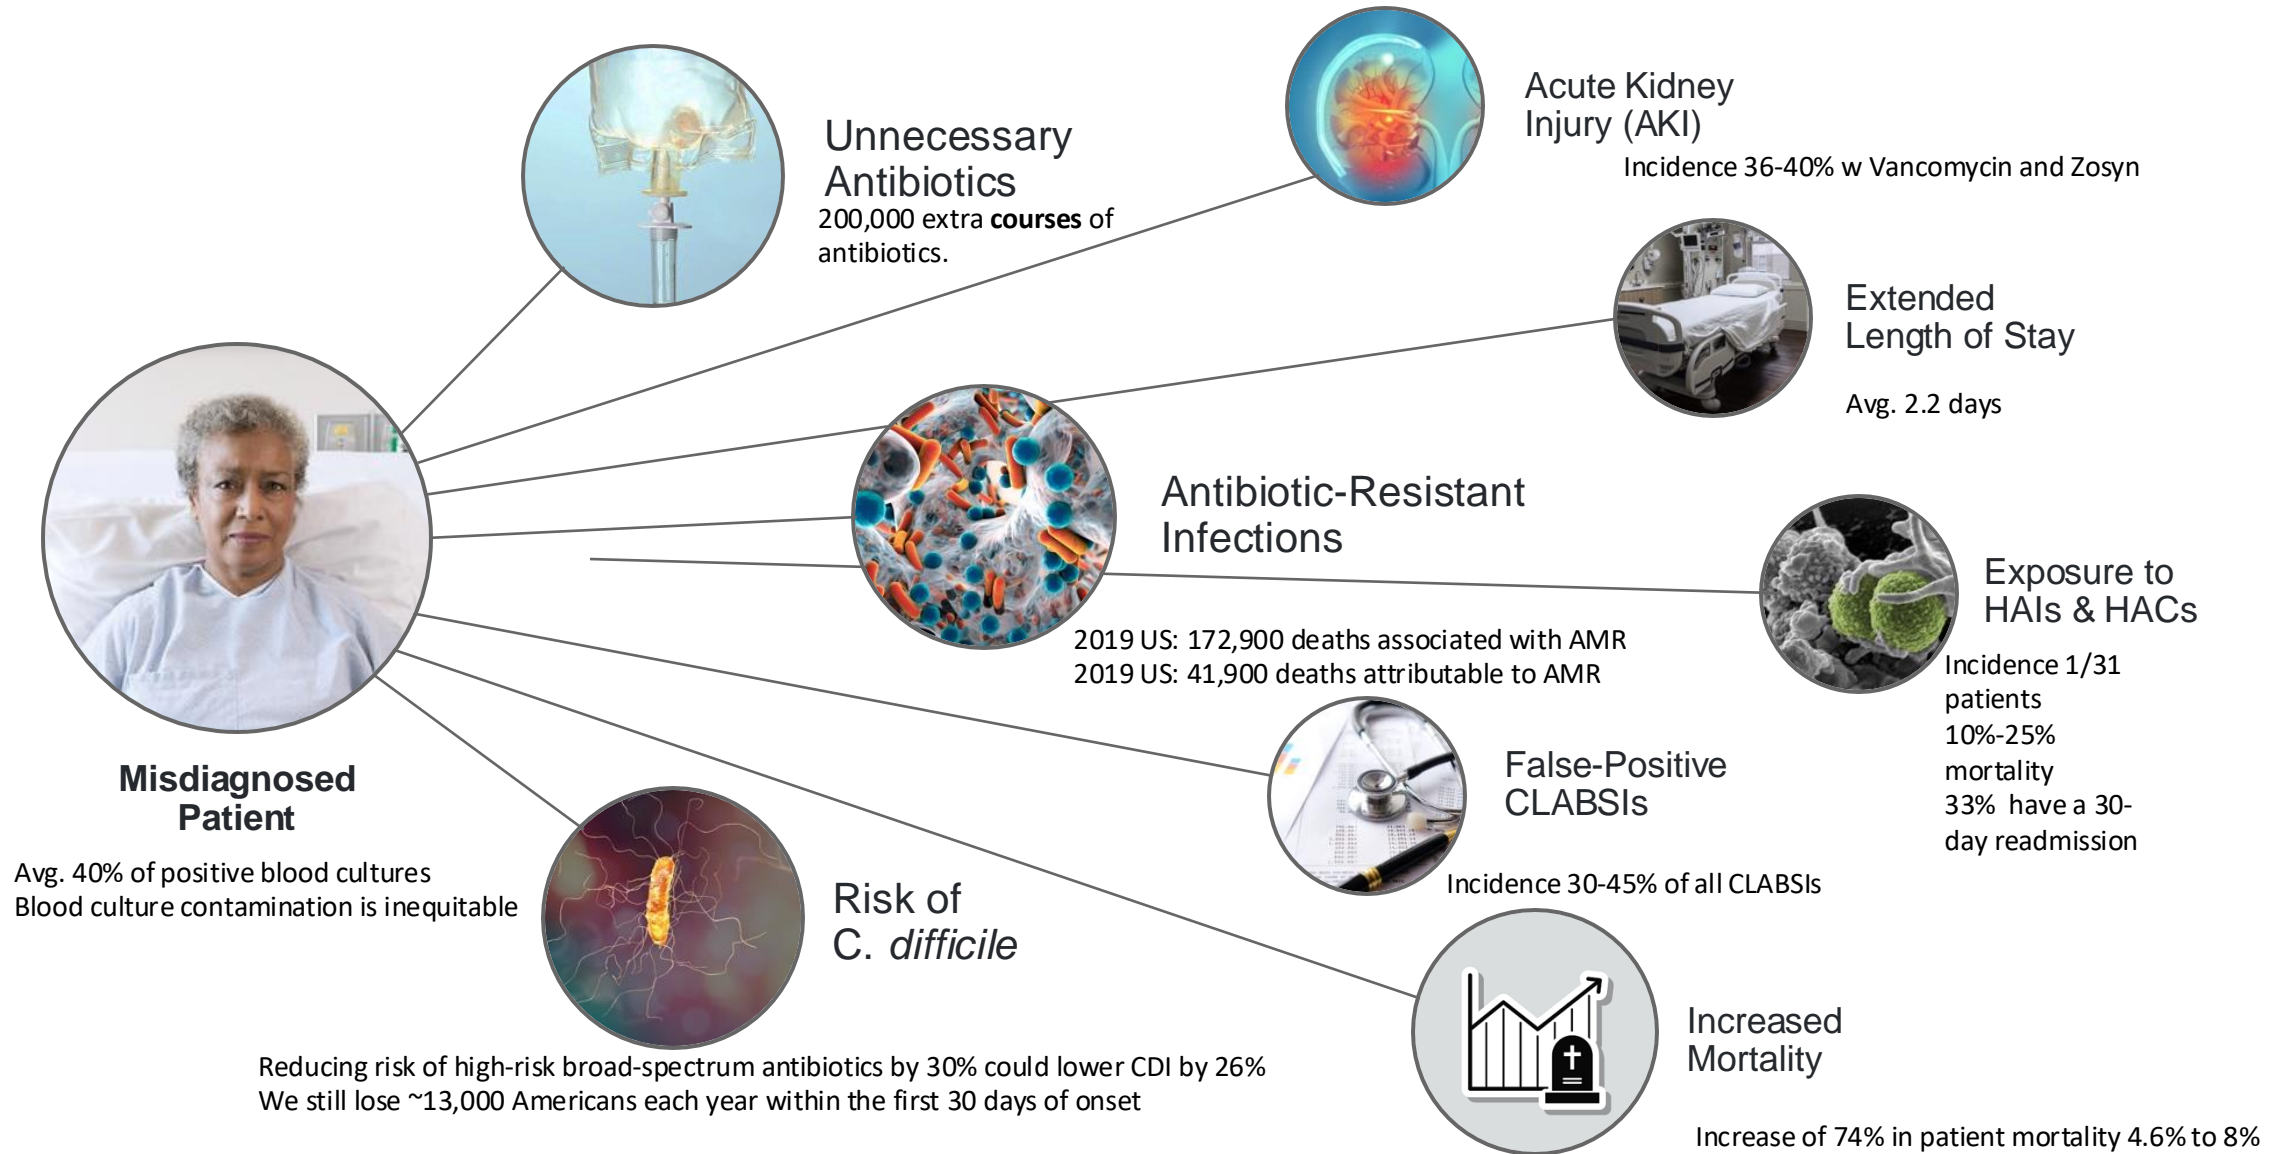 Unnecessary
Antibiotics
200,000 extra courses of
antibiotics.
Acute Kidney
Injury (AKI)
Incidence 36-40% w Vancomycin and Zosyn
Extended
Length of Stay
Avg. 2.2 days
Antibiotic-Resistant
Infections
2019 US: 172,900 deaths associated with AMR
2019 US: 41,900 deaths attributable to AMR
Exposure to
HAIs & HACs
Incidence 1/31
patients
10%-25%
mortality
33% have a 30-
day readmission
Misdiagnosed
Patient
Avg. 40% of positive blood cultures
Blood culture contamination is inequitable
False-Positive
CLABSIs
Incidence 30-45% of all CLABSIs
Risk of
C. difficile
Reducing risk of high-risk broad-spectrum antibiotics by 30% could lower CDI by 26%
We still lose ~13,000 Americans each year within the first 30 days of onset
Increased
Mortality
Increase of 74% in patient mortality 4.6% to 8%